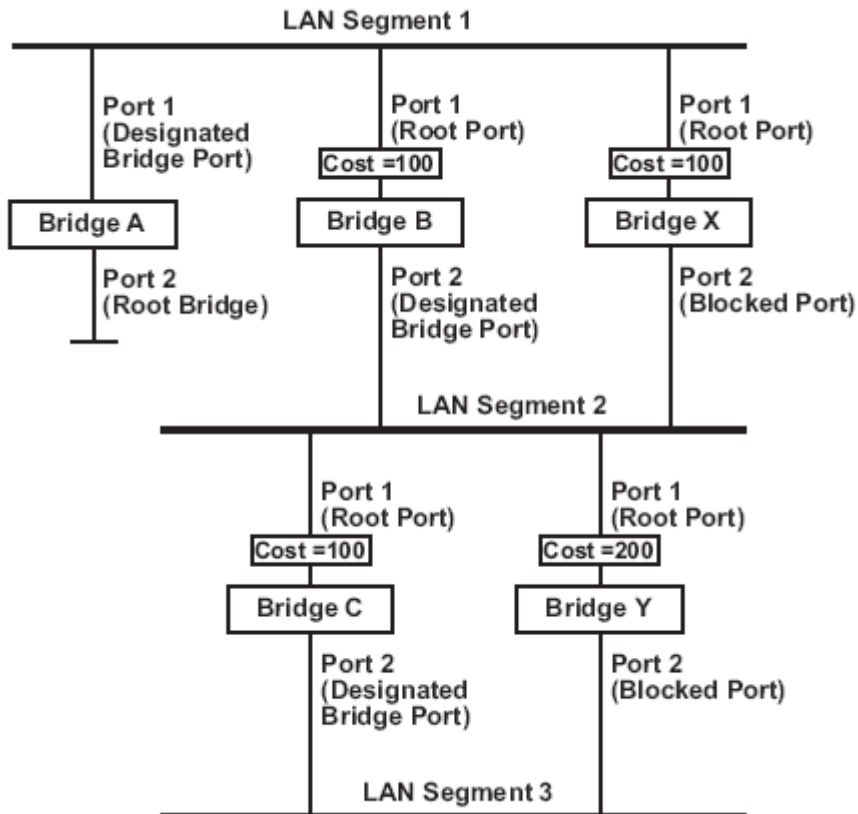 LAN Segment 1
Port 1
(Designated
Bridge Port)
Port 1
(Root Port)
Port 1
(Root Port)
Cost =100
Cost =100
Bridge A
Bridge B
Bridge X
Port 2
(Root Bridge)
Port 2
(Designated
Bridge Port)
Port 2
(Blocked Port)
LAN Segment 2
Port 1
(Root Port)
Port 1
(Root Port)
Cost =100
Cost =200
Bridge C
Bridge Y
Port 2
(Designated
Bridge Port)
Port 2
(Blocked Port)
LAN Segment 3